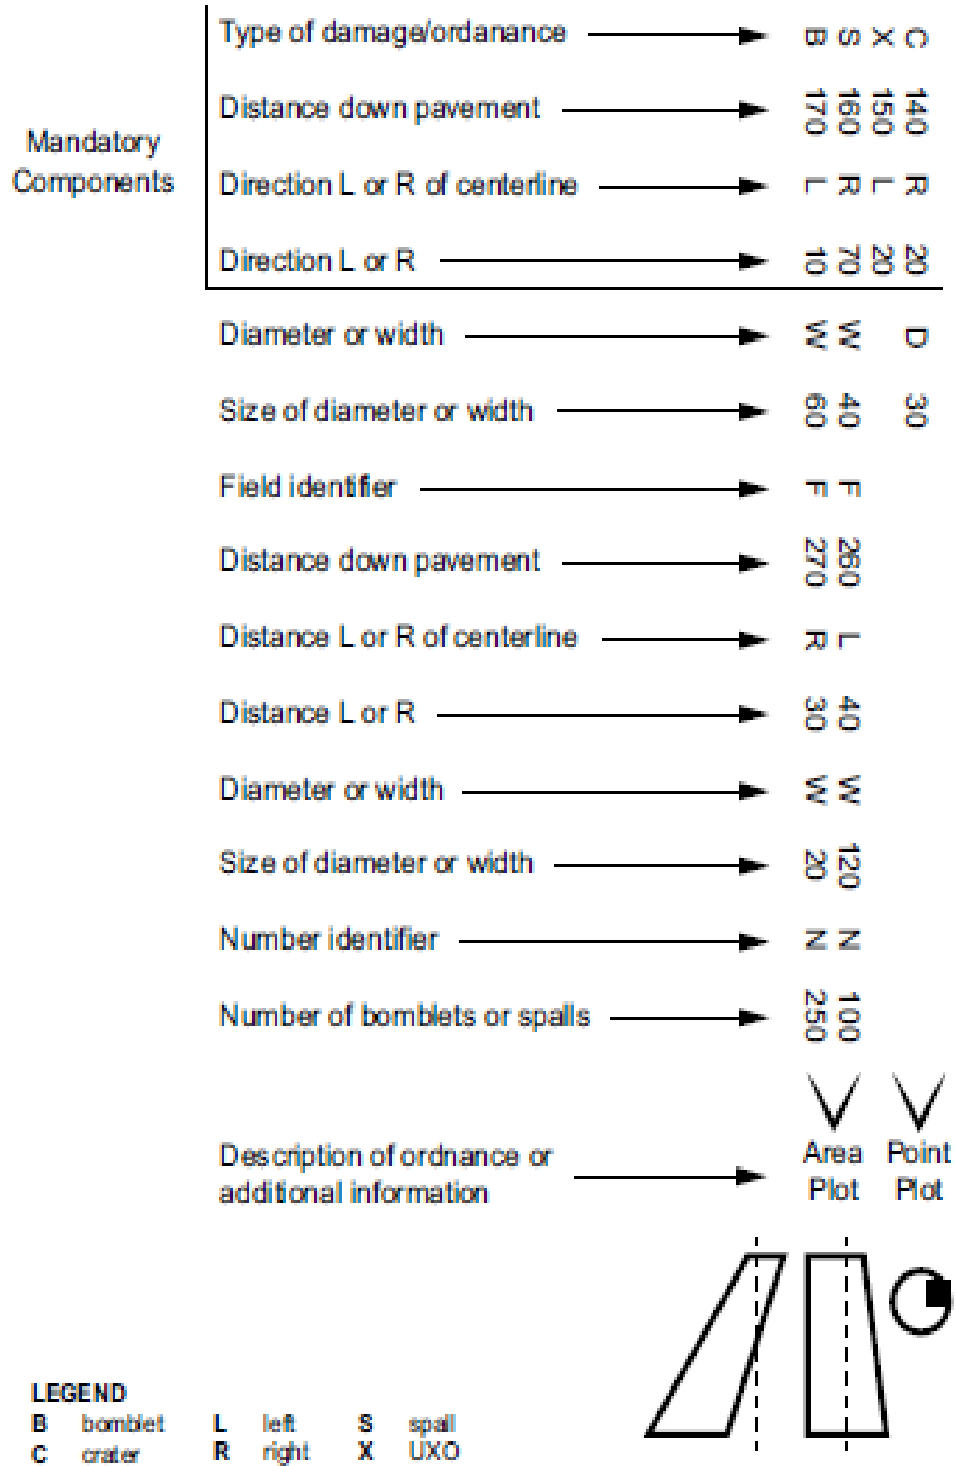 Type of damage/ordanance B S X C
Distance down pavement 170 160 150 140
Mandatory
Components
Direction L or R of centerline L R L R
Direction L or R 10 70 20 20
Diameter or width W W D
Size of diameter or width 60 40 30
Field identifier F F
Distance down pavement 270 260
Distance L or R of centerline R L
Distance L or R 30 40
Diameter or width W W
Size of diameter or width 20 120
Number identifier N N
Number of bomblets or spalls 250 100
Description of ordnance or
additional information
Area Point
Plot Plot
LEGEND
B bomblet L left S spall
C crater R right X UXO